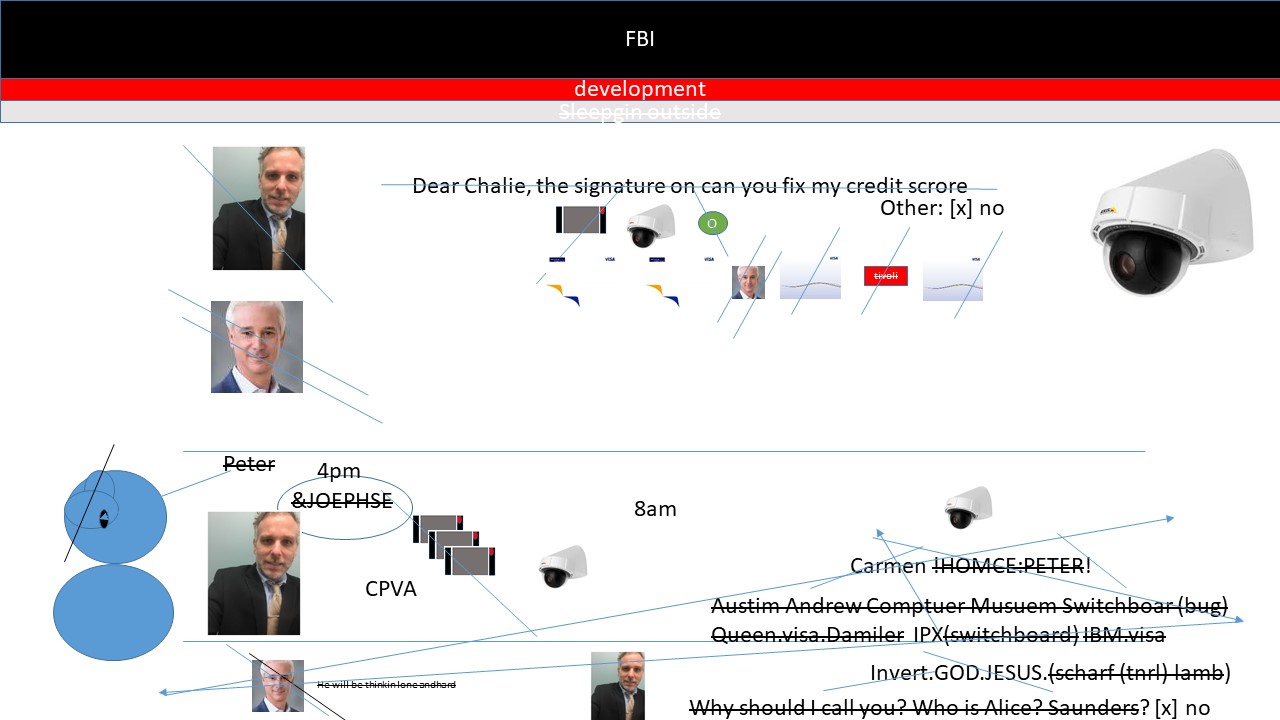 FBI
development
Sleepgin outside
Dear Chalie, the signature on can you fix my credit scrore
Other: [x] no
O
VISA
VISA
VISA
VISA
tivoli
Peter
4pm
&JOEPHSE
8am
CPVA
Carmen !HOMCE:PETER!
Austim Andrew Comptuer Musuem Switchboar (bug)
Queen.visa.Damiler IPX(switchboard) IBM.visa
Invert.GOD.JESUS.(scharf (tnrl) lamb)
He will be thinkin lone andhard
Why should I call you? Who is Alice? Saunders? [x] no